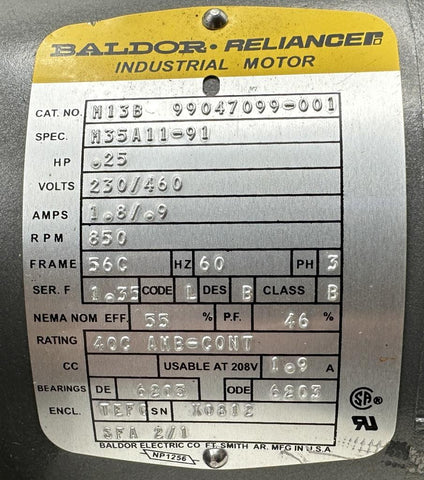 BALDOR • RELIANCE
INDUSTRIAL MOTOR
CAT. NO. M13B 99047099-001
SPEC. M35A11-91
HP .25
VOLTS 230/460
AMPS 1.8/.9
RPM 850
FRAME 56C HZ 60 PH 3
SER. F 1.35 CODE L DES B CLASS B
NEMA NOM EFF. 55 % P.F. 46 %
RATING 40C AMB-CONT
CC USABLE AT 208V 1.9 A
BEARINGS DE 6203 ODE 6203
ENCL. TEFC SN X0812
SFA 2/1
BALDOR ELECTRIC CO FT. SMITH AR. MFG IN U.S.A.
NP1256